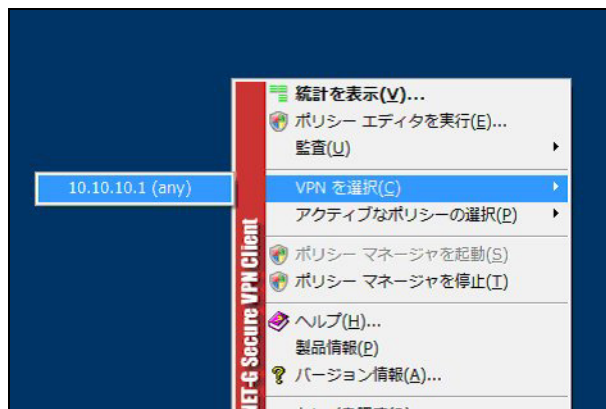 統計を表示(V)...
ポリシー エディタを実行(E)...
監査(U)
10.10.10.1 (any)
VPN を選択(C)
アクティブなポリシーの選択(P)
ポリシー マネージャを起動(S)
ポリシー マネージャを停止(T)
ヘルプ(H)...
製品情報(P)
バージョン情報(A)...
NET-G Secure VPN Client